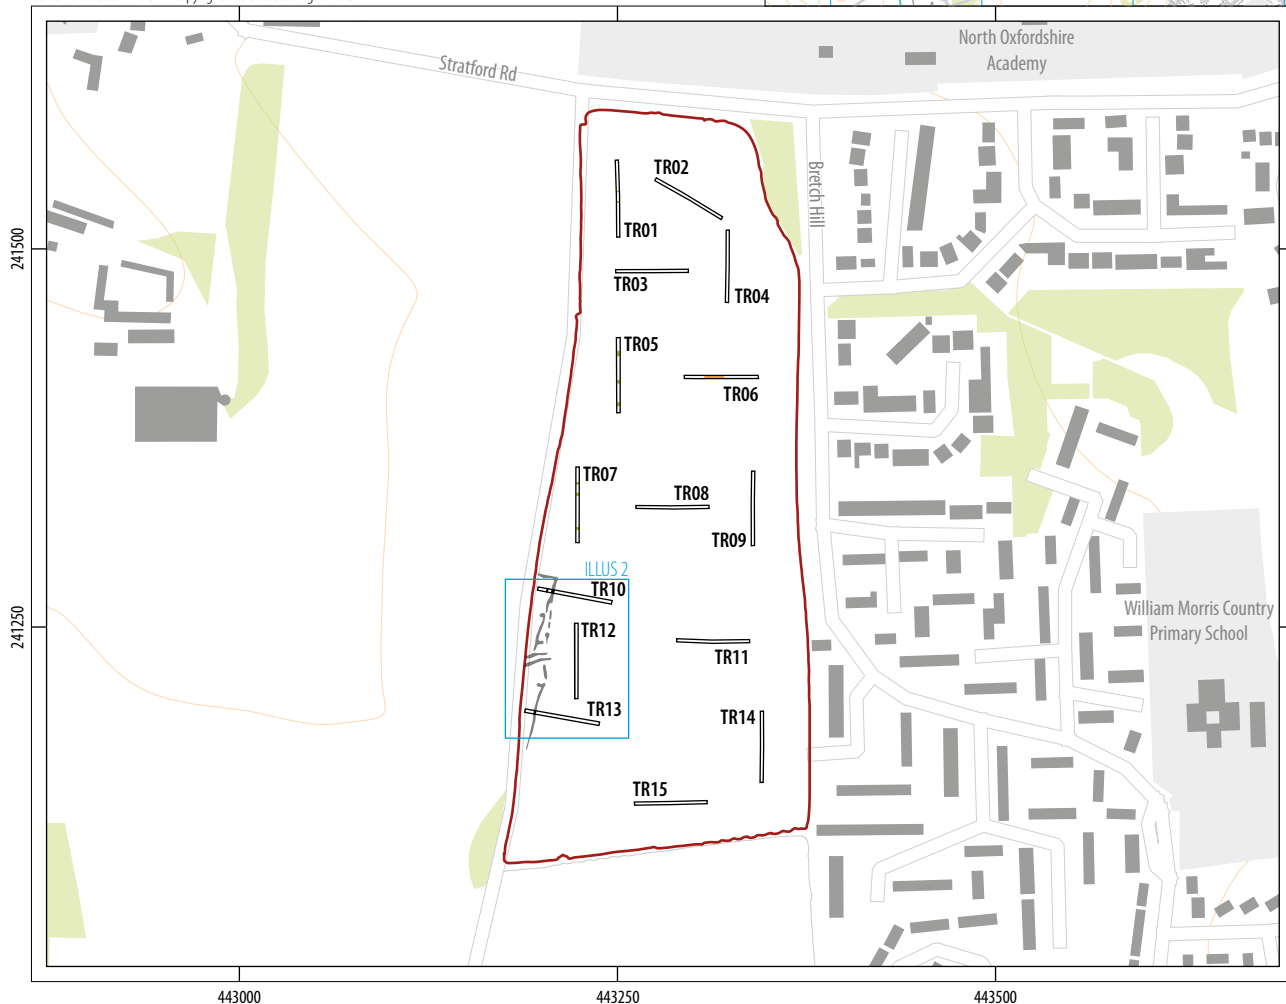 North Oxfordshire
Academy
Stratford Rd
Bretch Hill
TR02
TR01
241500
TR03
TR04
TR05
TR06
TR07
TR08
TR09
ILLUS 2
TR10
William Morris Country
Primary School
241250
TR12
TR11
TR13
TR14
TR15
443000
443250
443500